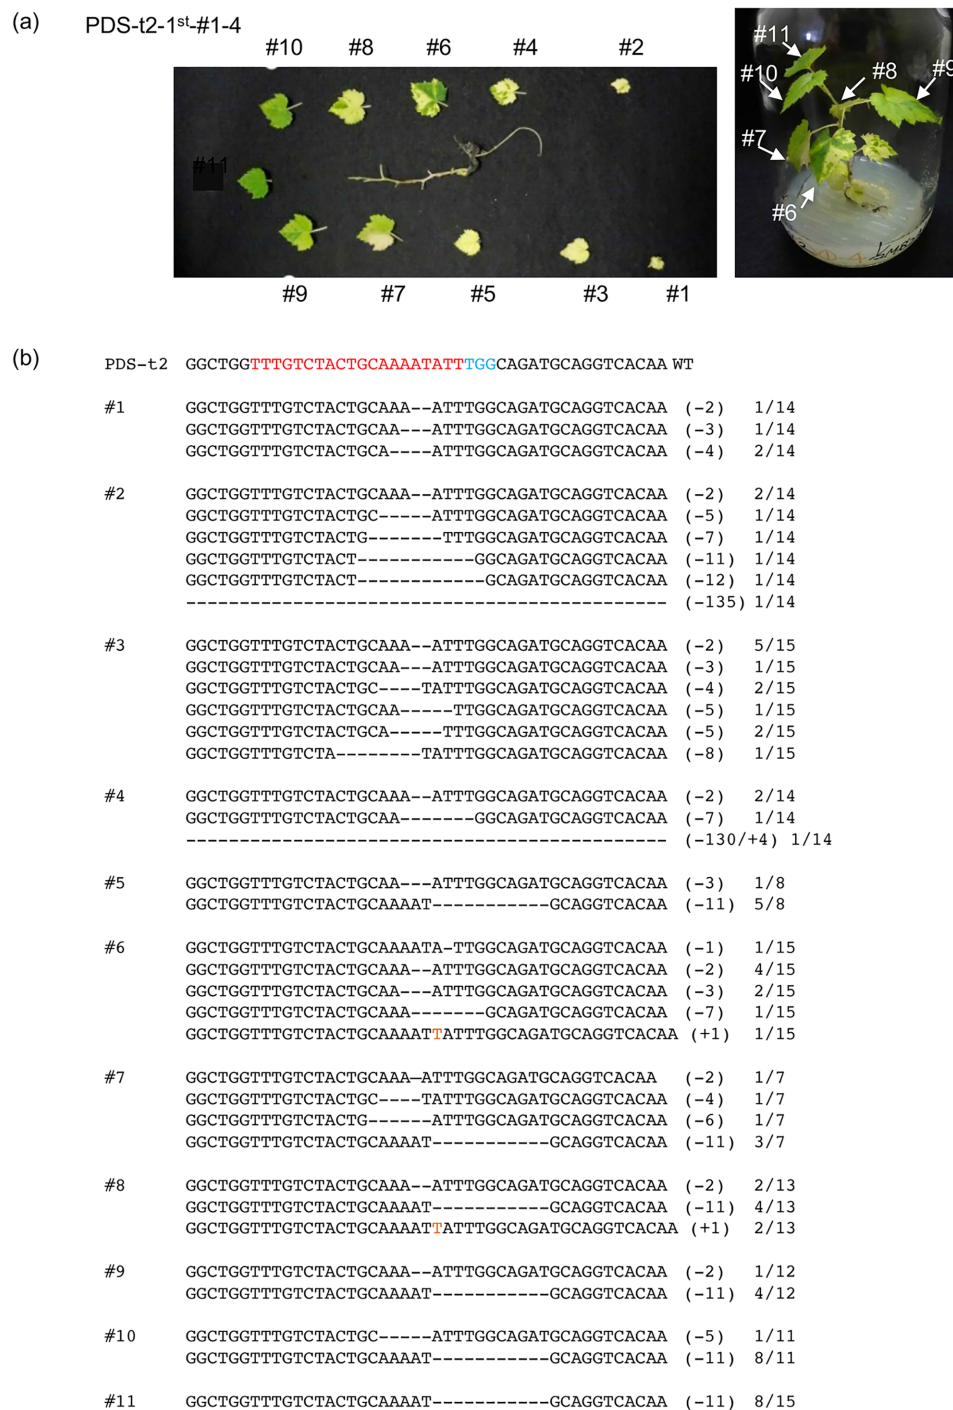 (a)
PDS-t2-1st-#1-4
#10 #8 #6 #4 #2
#11
#9 #7 #5 #3 #1
#11
#10
#8
#9
#7
#6
(b)
PDS-t2 GGCTGGTTTGTCTACTGCAAAATATTTGGCAGATGCAGGTCACAA WT
#1 GGCTGGTTTGTCTACTGCAAA--ATTTGGCAGATGCAGGTCACAA (-2) 1/14
GGCTGGTTTGTCTACTGCAA---ATTTGGCAGATGCAGGTCACAA (-3) 1/14
GGCTGGTTTGTCTACTGCA----ATTTGGCAGATGCAGGTCACAA (-4) 2/14
#2 GGCTGGTTTGTCTACTGCAAA--ATTTGGCAGATGCAGGTCACAA (-2) 2/14
GGCTGGTTTGTCTACTGC-----ATTTGGCAGATGCAGGTCACAA (-5) 1/14
GGCTGGTTTGTCTACTG-------TTTGGCAGATGCAGGTCACAA (-7) 1/14
GGCTGGTTTGTCTACT-----------GGCAGATGCAGGTCACAA (-11) 1/14
GGCTGGTTTGTCTACT------------GCAGATGCAGGTCACAA (-12) 1/14
--------------------------------------------- (-135) 1/14
#3 GGCTGGTTTGTCTACTGCAAA--ATTTGGCAGATGCAGGTCACAA (-2) 5/15
GGCTGGTTTGTCTACTGCAA---ATTTGGCAGATGCAGGTCACAA (-3) 1/15
GGCTGGTTTGTCTACTGC----TATTTGGCAGATGCAGGTCACAA (-4) 2/15
GGCTGGTTTGTCTACTGCAA-----TTGGCAGATGCAGGTCACAA (-5) 1/15
GGCTGGTTTGTCTACTGCA-----TTTGGCAGATGCAGGTCACAA (-5) 2/15
GGCTGGTTTGTCTA--------TATTTGGCAGATGCAGGTCACAA (-8) 1/15
#4 GGCTGGTTTGTCTACTGCAAA--ATTTGGCAGATGCAGGTCACAA (-2) 2/14
GGCTGGTTTGTCTACTGCAA-------GGCAGATGCAGGTCACAA (-7) 1/14
--------------------------------------------- (-130/+4) 1/14
#5 GGCTGGTTTGTCTACTGCAA---ATTTGGCAGATGCAGGTCACAA (-3) 1/8
GGCTGGTTTGTCTACTGCAAAAT-----------GCAGGTCACAA (-11) 5/8
#6 GGCTGGTTTGTCTACTGCAAAATA-TTGGCAGATGCAGGTCACAA (-1) 1/15
GGCTGGTTTGTCTACTGCAAA--ATTTGGCAGATGCAGGTCACAA (-2) 4/15
GGCTGGTTTGTCTACTGCAA---ATTTGGCAGATGCAGGTCACAA (-3) 2/15
GGCTGGTTTGTCTACTGCAAA-------GCAGATGCAGGTCACAA (-7) 1/15
GGCTGGTTTGTCTACTGCAAAATTATTTGGCAGATGCAGGTCACAA (+1) 1/15
#7 GGCTGGTTTGTCTACTGCAAA—ATTTGGCAGATGCAGGTCACAA (-2) 1/7
GGCTGGTTTGTCTACTGC----TATTTGGCAGATGCAGGTCACAA (-4) 1/7
GGCTGGTTTGTCTACTG------ATTTGGCAGATGCAGGTCACAA (-6) 1/7
GGCTGGTTTGTCTACTGCAAAAT-----------GCAGGTCACAA (-11) 3/7
#8 GGCTGGTTTGTCTACTGCAAA--ATTTGGCAGATGCAGGTCACAA (-2) 2/13
GGCTGGTTTGTCTACTGCAAAAT-----------GCAGGTCACAA (-11) 4/13
GGCTGGTTTGTCTACTGCAAAATTATTTGGCAGATGCAGGTCACAA (+1) 2/13
#9 GGCTGGTTTGTCTACTGCAAA--ATTTGGCAGATGCAGGTCACAA (-2) 1/12
GGCTGGTTTGTCTACTGCAAAAT-----------GCAGGTCACAA (-11) 4/12
#10 GGCTGGTTTGTCTACTGC-----ATTTGGCAGATGCAGGTCACAA (-5) 1/11
GGCTGGTTTGTCTACTGCAAAAT-----------GCAGGTCACAA (-11) 8/11
#11 GGCTGGTTTGTCTACTGCAAAAT-----------GCAGGTCACAA (-11) 8/15